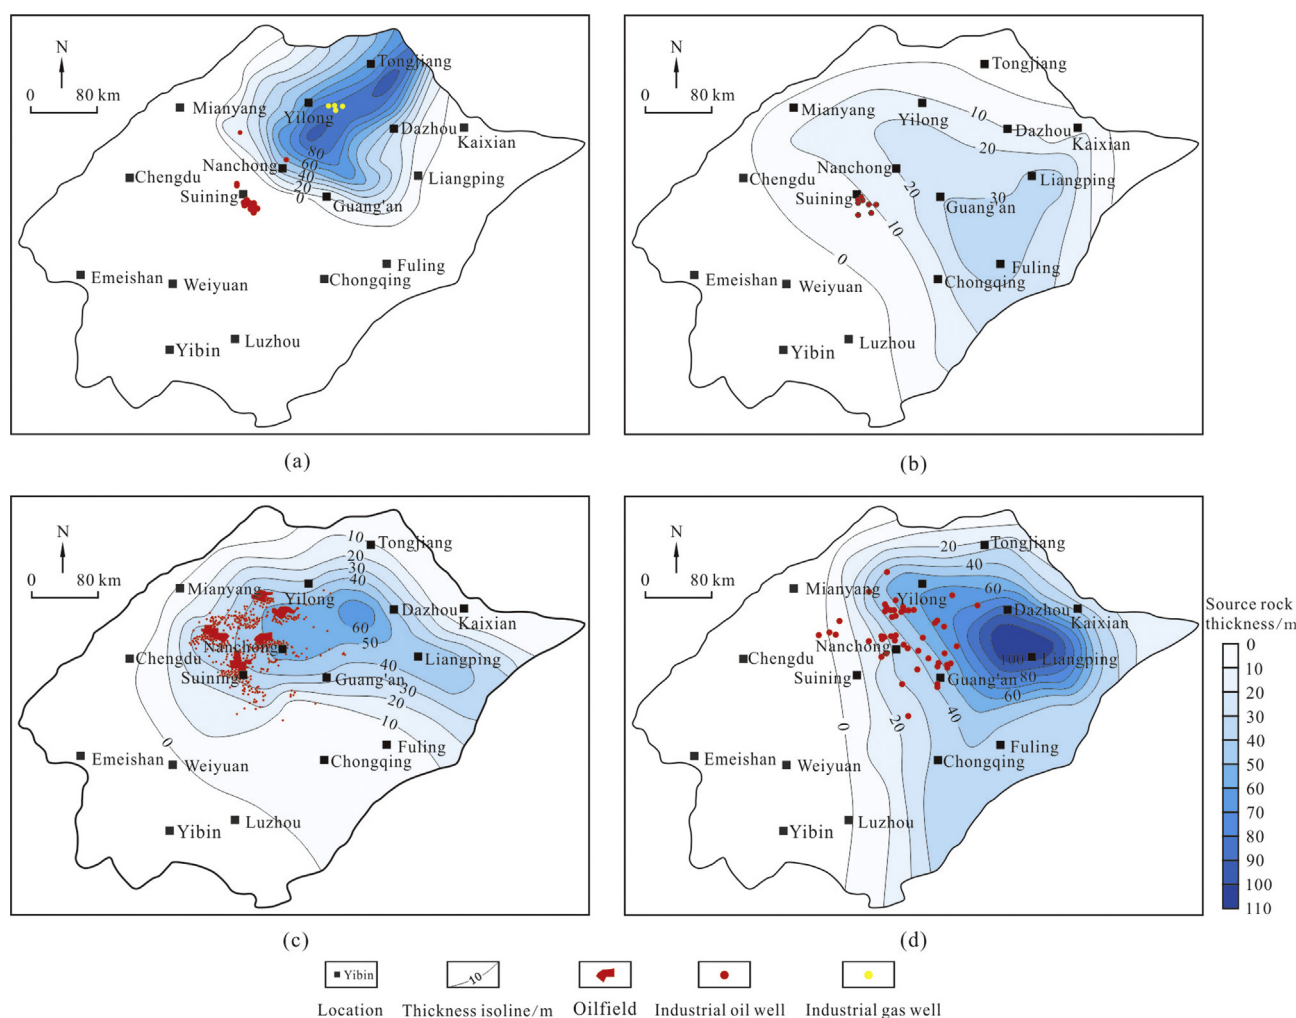 N
0 80 km
Tongjiang
Mianyang
Yilong
Dazhou
Kaixian
80
Nanchong
60
40
20
0
Chengdu
Liangping
Suining
Guang'an
Emeishan
Weiyuan
Chongqing
Fuling
Luzhou
Yibin
(a)
N
0 80 km
Tongjiang
Mianyang
10
Yilong
Dazhou
20
Kaixian
Nanchong
Chengdu
Liangping
20
30
Suining
Guang'an
10
0
Fuling
Emeishan
Weiyuan
Chongqing
Luzhou
Yibin
(b)
N
0 80 km
10
20
30
40
Tongjiang
Mianyang
Yilong
Dazhou
60
50
Kaixian
Nanchong
Chengdu
40
Liangping
Suining
Guang'an
30
20
10
0
Fuling
Emeishan
Weiyuan
Chongqing
Luzhou
Yibin
(c)
N
0 80 km
20
Tongjiang
40
Mianyang
Yilong
60
Dazhou
Kaixian
Nanchong
100
Chengdu
Liangping
Suining
Guang'an
80
60
40
20
0
Fuling
Emeishan
Weiyuan
Chongqing
Luzhou
Yibin
(d)
Source rock
thickness/m
0
10
20
30
40
50
60
70
80
90
100
110
Yibin
10
Location
Thickness isoline/m
Oilfield
Industrial oil well
Industrial gas well